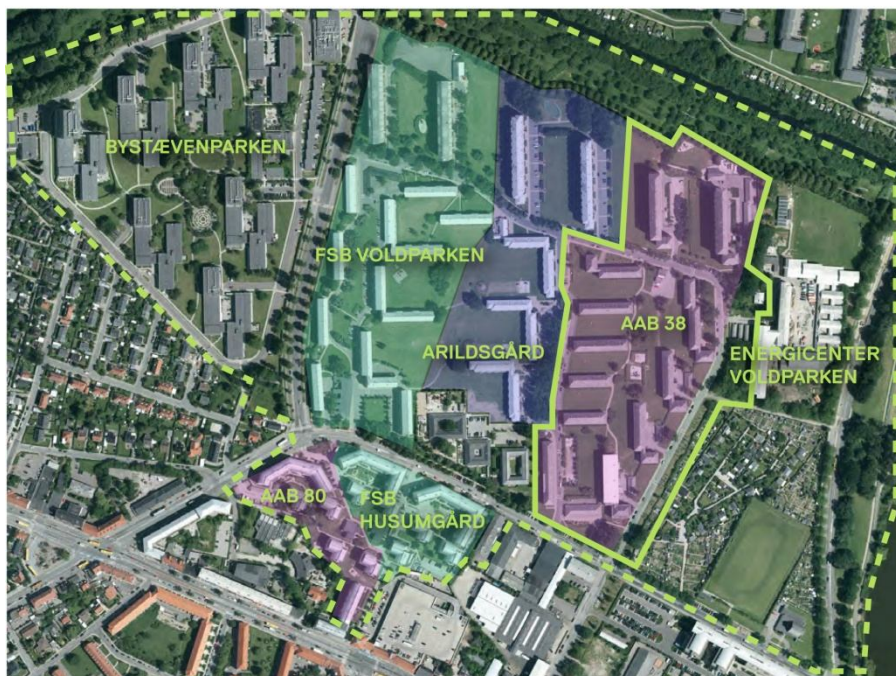 BYSTÆVENPARKEN
FSB VOLDPARKEN
AAB 38
ARILDSGÅRD
ENERGICENTER
VOLDPARKEN
AAB 80
FSB
HUSUMGÅRD